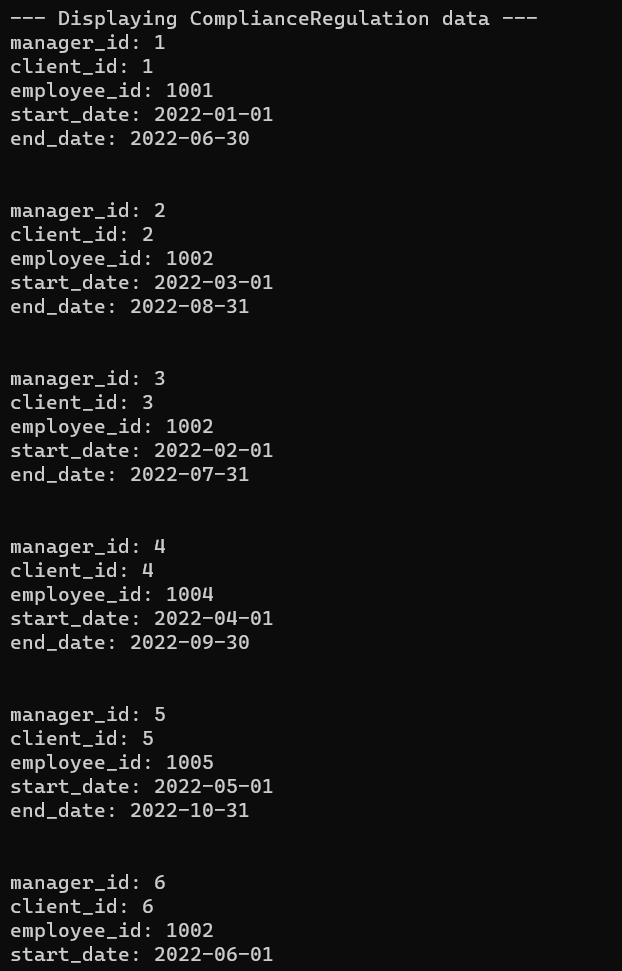 --- Displaying ComplianceRegulation data ---
manager_id: 1
client_id: 1
employee_id: 1001
start_date: 2022-01-01
end_date: 2022-06-30
manager_id: 2
client_id: 2
employee_id: 1002
start_date: 2022-03-01
end_date: 2022-08-31
manager_id: 3
client_id: 3
employee_id: 1002
start_date: 2022-02-01
end_date: 2022-07-31
manager_id: 4
client_id: 4
employee_id: 1004
start_date: 2022-04-01
end_date: 2022-09-30
manager_id: 5
client_id: 5
employee_id: 1005
start_date: 2022-05-01
end_date: 2022-10-31
manager_id: 6
client_id: 6
employee_id: 1002
start_date: 2022-06-01